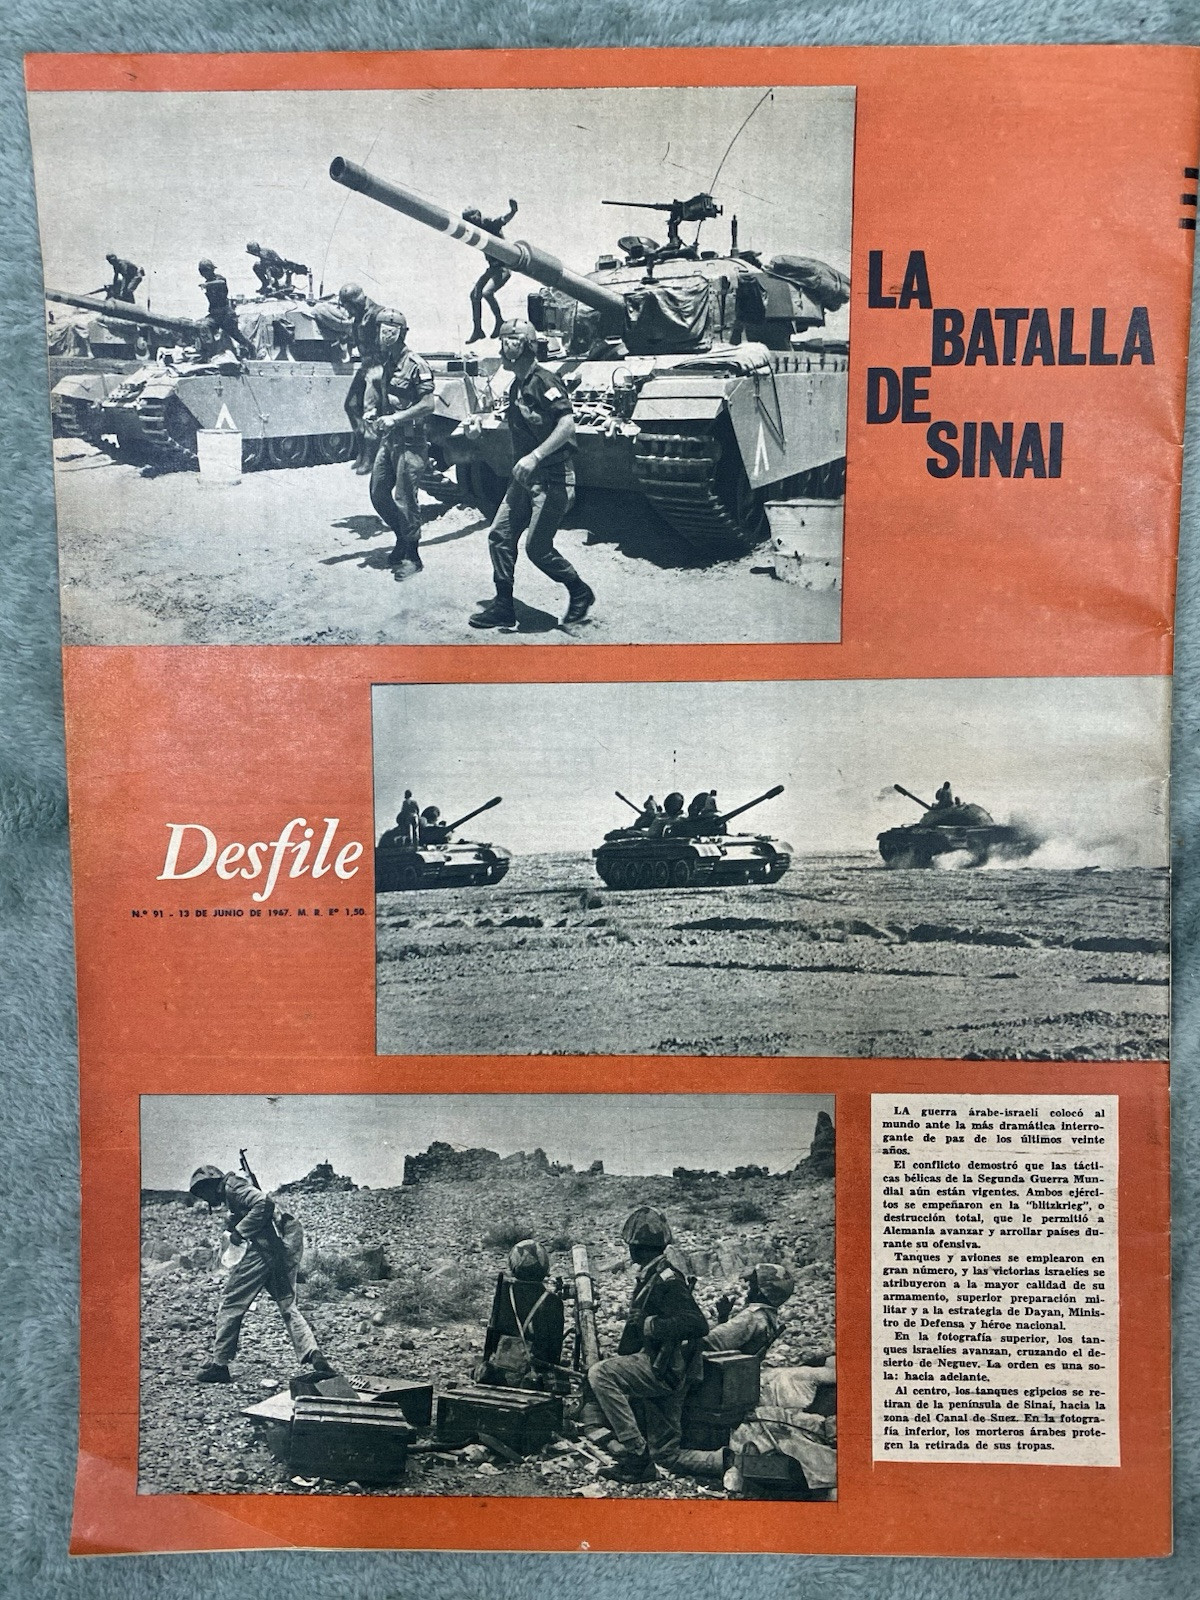 LA
BATALLA
DE
SINAI
Desfile
N.º 91 - 13 DE JUNIO DE 1967. M. R. Eº 1,50.
LA guerra árabe-israelí colocó al
mundo ante la más dramática interro-
gante de paz de los últimos veinte
años.
El conflicto demostró que las tácti-
cas bélicas de la Segunda Guerra Mun-
dial aún están vigentes. Ambos ejérci-
tos se empeñaron en la "blitzkrieg", o
destrucción total, que le permitió a
Alemania avanzar y arrollar países du-
rante su ofensiva.
Tanques y aviones se emplearon en
gran número, y las victorias israelíes se
atribuyeron a la mayor calidad de su
armamento, superior preparación mi-
litar y a la estrategia de Dayan, Minis-
tro de Defensa y héroe nacional.
En la fotografía superior, los tan-
ques israelíes avanzan, cruzando el de-
sierto de Neguev. La orden es una so-
la: hacia adelante.
Al centro, los tanques egipcios se re-
tiran de la península de Sinaí, hacia la
zona del Canal de Suez. En la fotogra-
fía inferior, los morteros árabes prote-
gen la retirada de sus tropas.